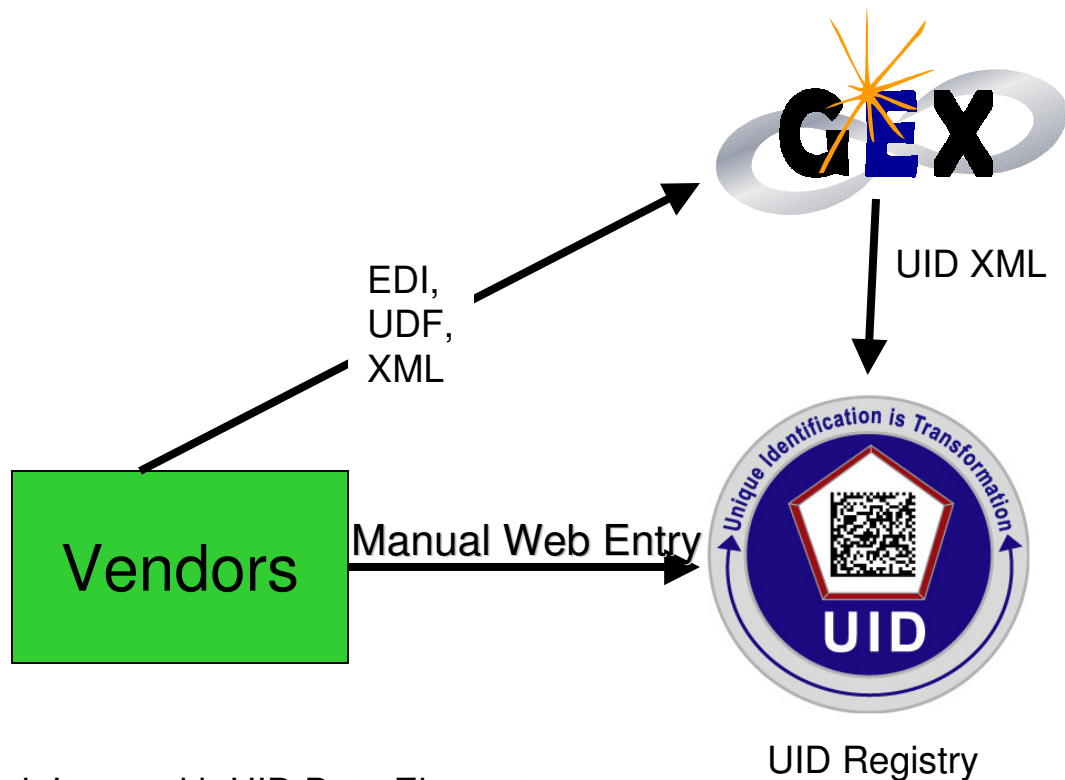 GEX
UID XML
EDI,
UDF,
XML
Unique Identification is Transformation
Vendors
Manual Web Entry
UID
UID Registry